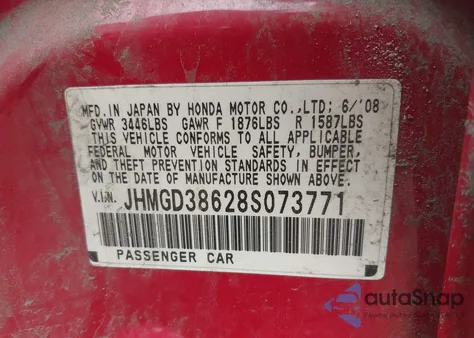 MFD.IN JAPAN BY HONDA MOTOR CO.,LTD: 6/'08
GVWR 3446LBS GAWR F 1876LBS R 1587LBS
THIS VEHICLE CONFORMS TO ALL APPLICABLE
FEDERAL MOTOR VEHICLE SAFETY, BUMPER,
AND THEFT PREVENTION STANDARDS IN EFFECT
ON THE DATE OF MANUFACTURE SHOWN ABOVE.
V.I.N. JHMGD38628S073771
PASSENGER CAR
autoSnap